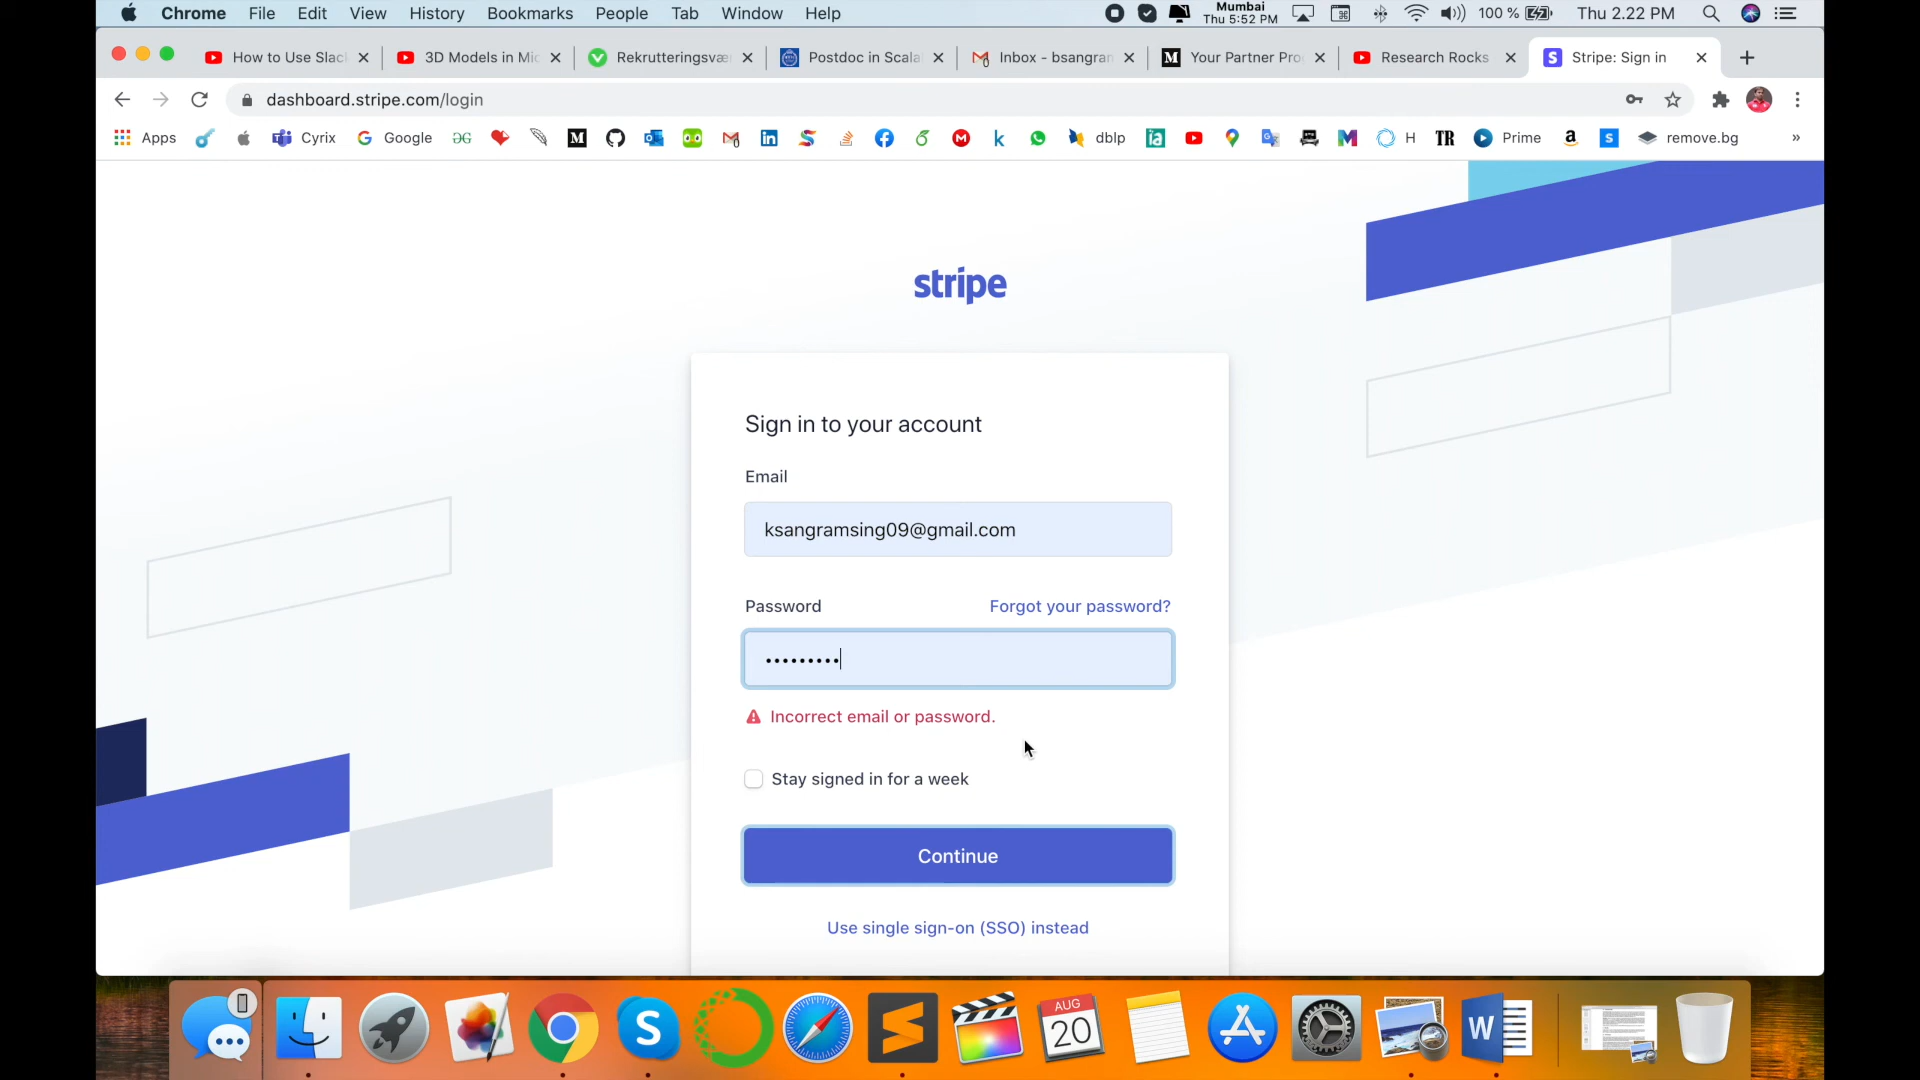 Chrome File Edit View History Bookmarks People Tab Window Help
Mumbai
Thu 5:52 PM
100 % Thu 2.22 PM
How to Use Slac
3D Models in Mic
Rekrutteringsvæ
Postdoc in Scala
Inbox - bsangran
Your Partner Pro
Research Rocks
Stripe: Sign in
dashboard.stripe.com/login
Apps Cyrix Google dblp H TR Prime remove.bg »
stripe
Sign in to your account
Email
ksangramsing09@gmail.com
Password Forgot your password?
•••••••••
Incorrect email or password.
Stay signed in for a week
Continue
Use single sign-on (SSO) instead
AUG
20